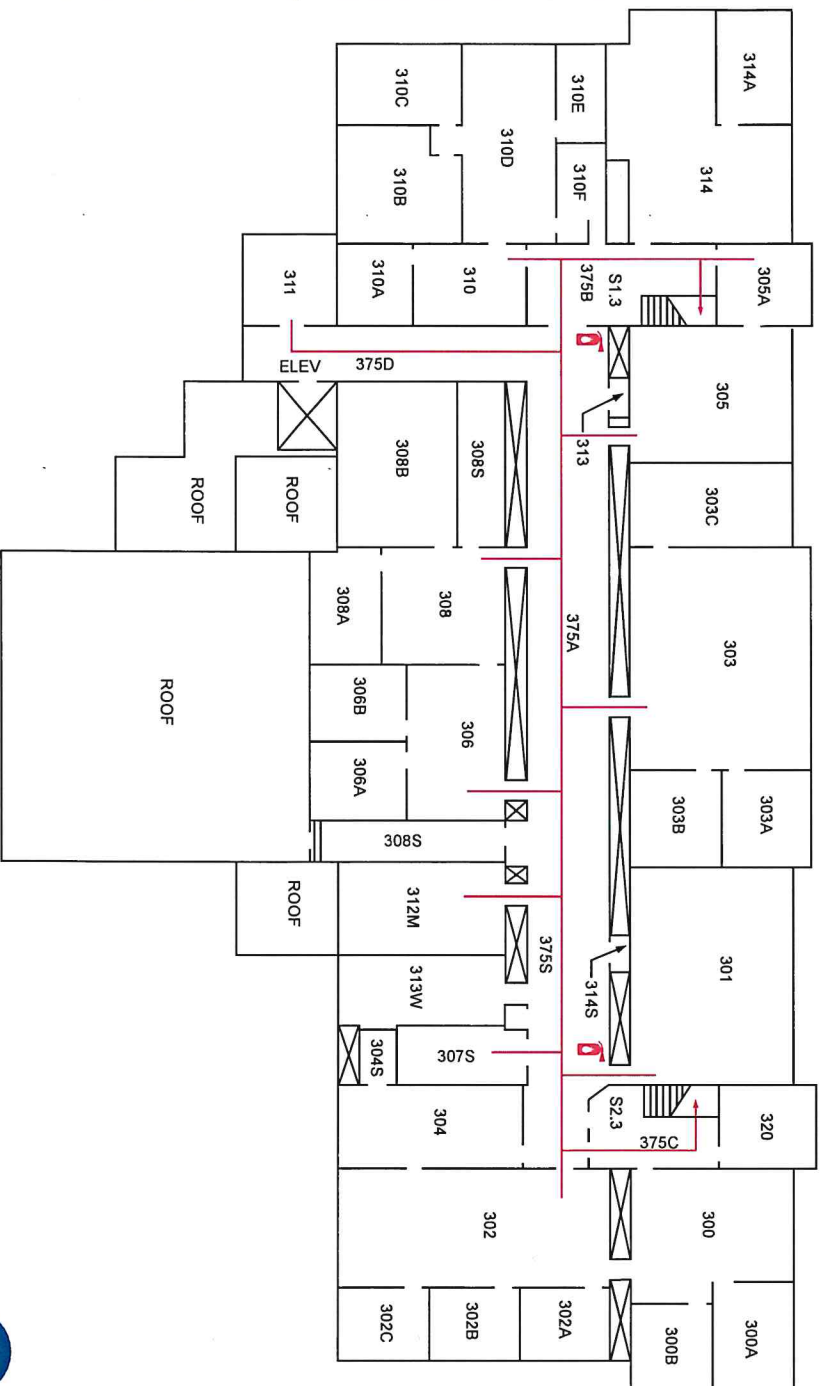 314A
314
310E
310C
310D
310F
310B
305A
S1.3
375B
310
310A
311
305
375D
ELEV
313
308S
308B
ROOF
ROOF
303C
303
375A
308
308A
306B
ROOF
306
306A
303A
303B
308S
312M
ROOF
301
375S
314S
313W
307S
304S
320
S2.3
375C
304
300
302
300A
300B
302A
302B
302C